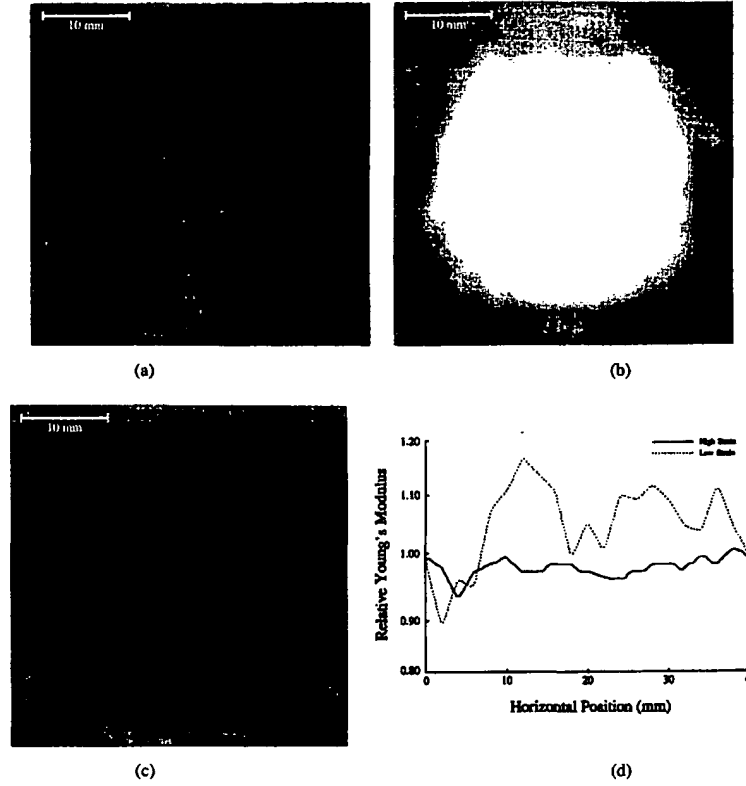 10 mm
10 mm
(a)
(b)
10 mm
High Strain
Low Strain
Relative Young's Modulus
1.20
1.10
1.00
0.90
0.80
0
10
20
30
Horizontal Position (mm)
(c)
(d)